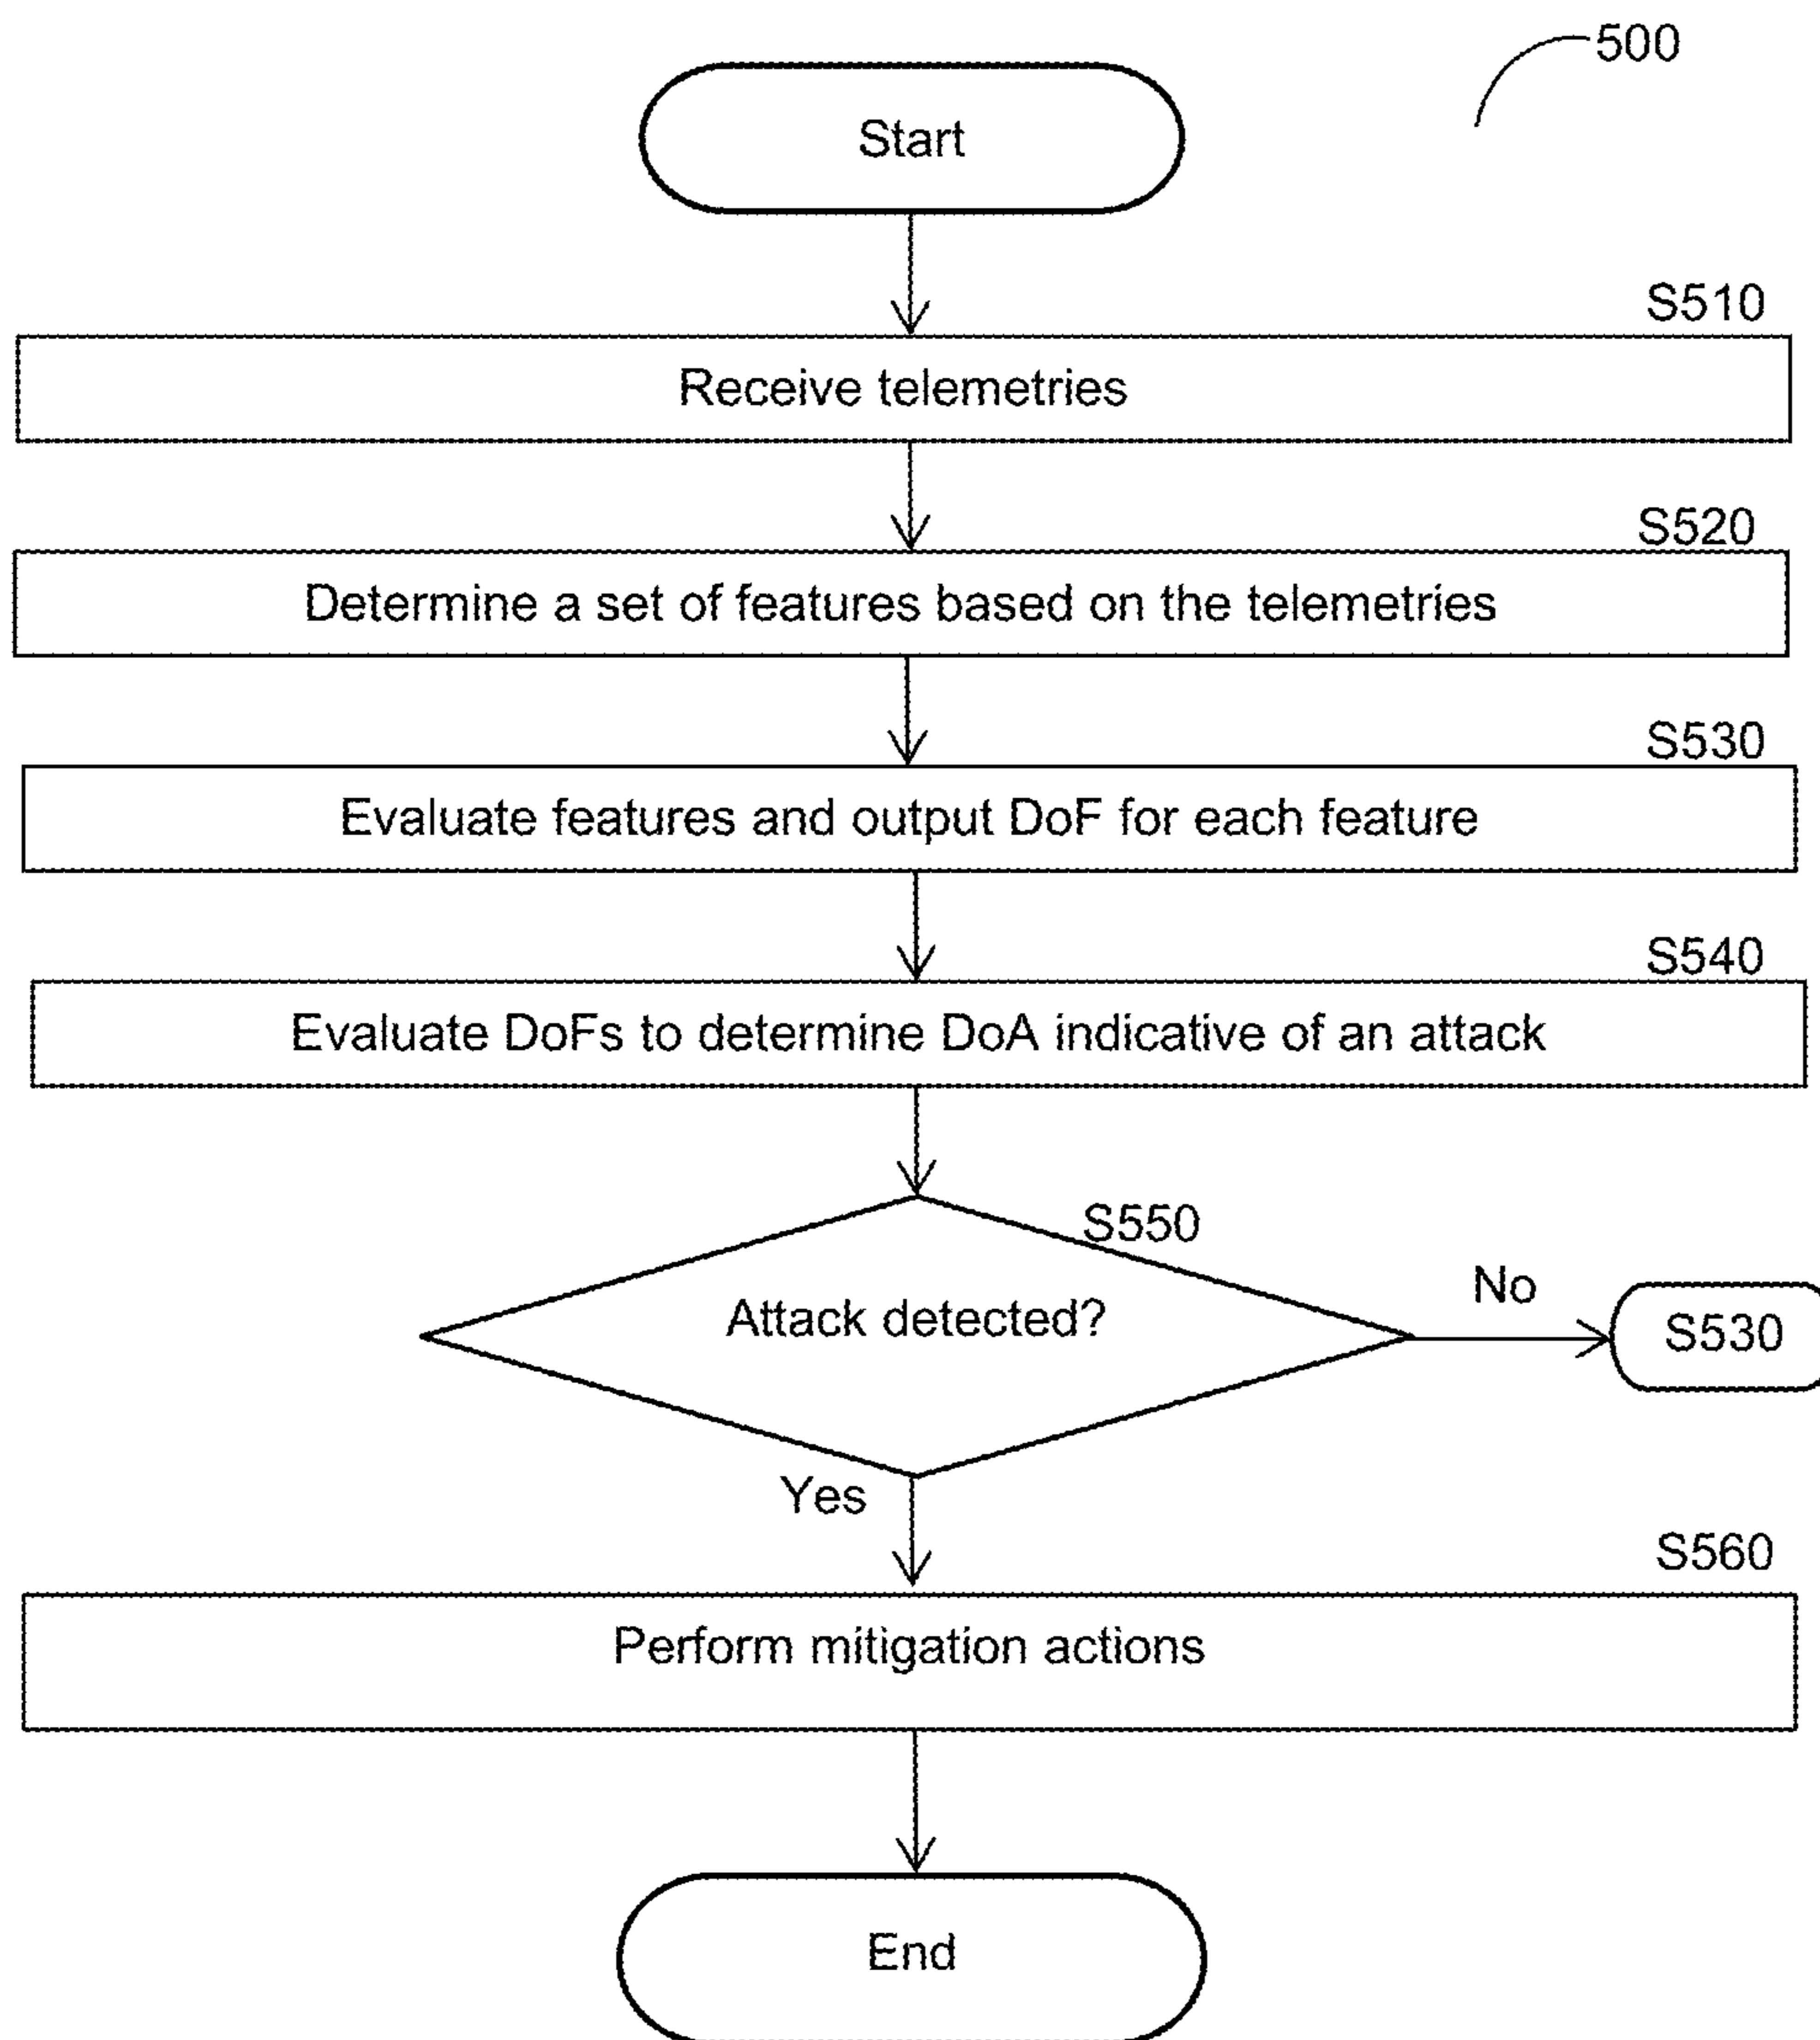 500
Start
S510
Receive telemetries
S520
Determine a set of features based on the telemetries
S530
Evaluate features and output DoF for each feature
S540
Evaluate DoFs to determine DoA indicative of an attack
S550
Attack detected?
No
S530
Yes
S560
Perform mitigation actions
End